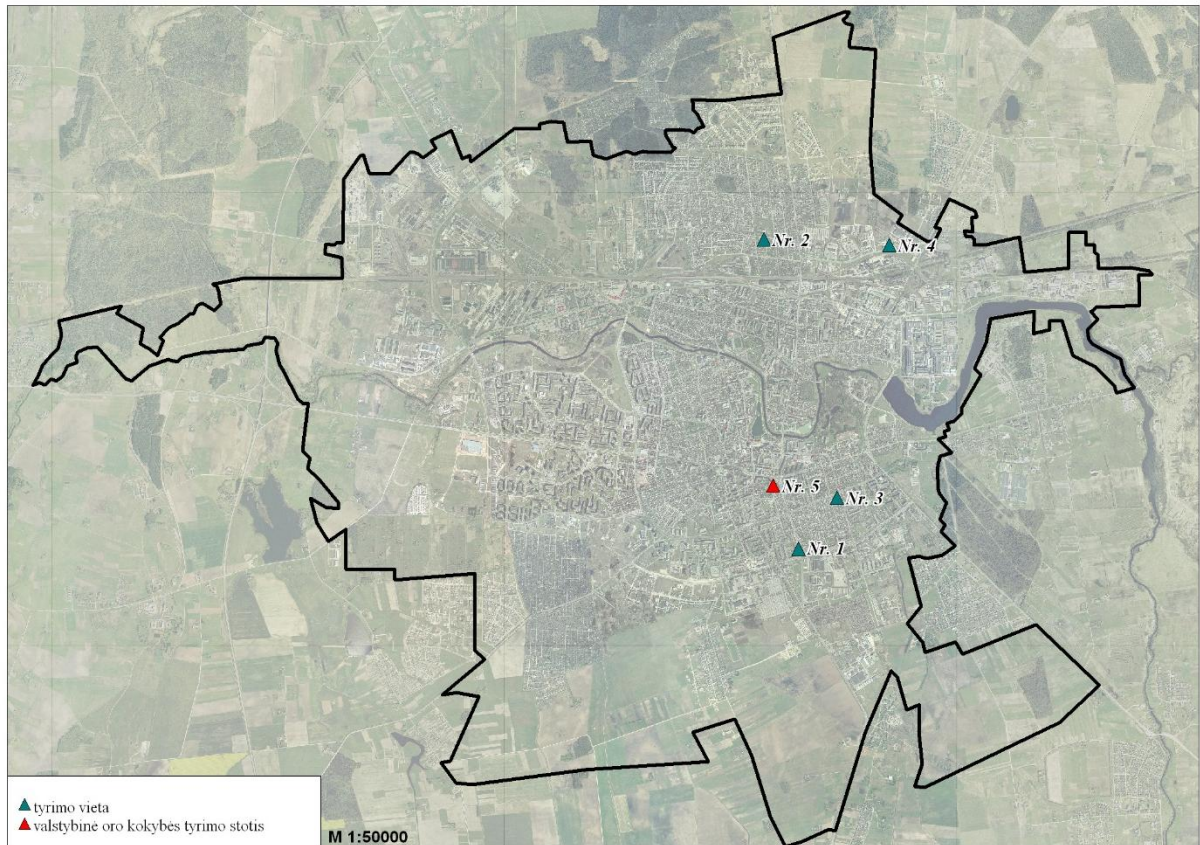 Nr. 2
Nr. 4
Nr. 5
Nr. 3
Nr. 1
tyrimo vieta
valstybinė oro kokybės tyrimo stotis
M 1:50000